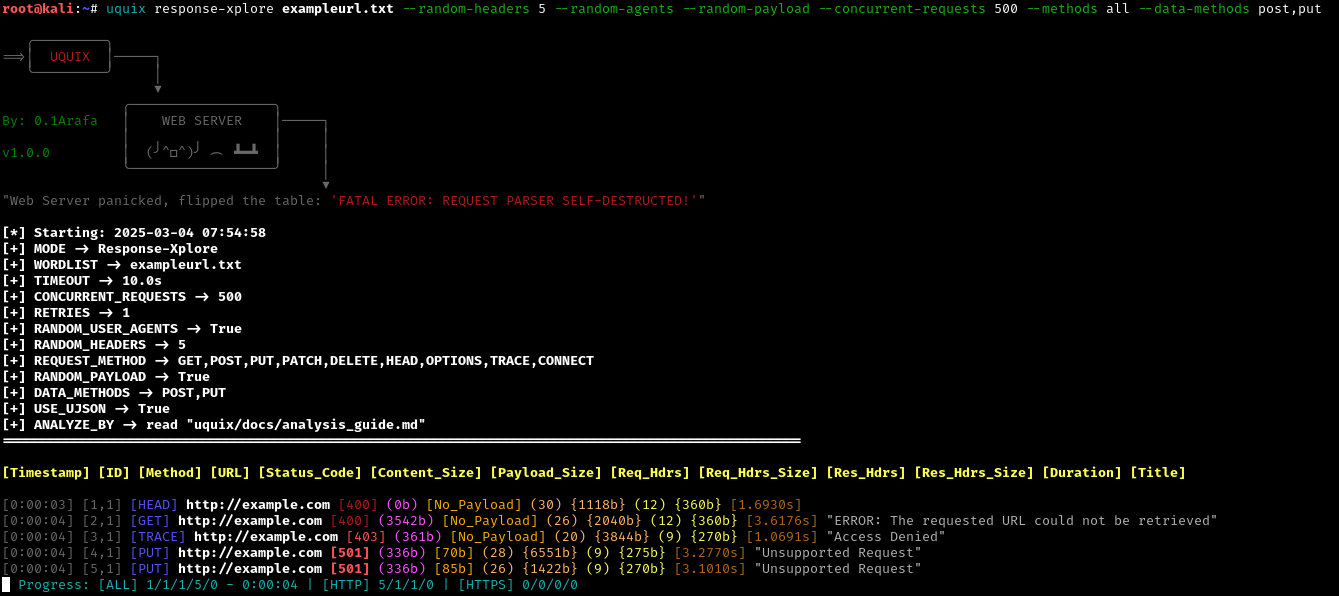 root@kali:~# uquix response-xplore exampleurl.txt --random-headers 5 --random-agents --random-payload --concurrent-requests 500 --methods all --data-methods post,put
==> UQUIX
By: 0.1Arafa
WEB SERVER
v1.0.0
(╯^□^)╯ ︵ ┻━┻
"Web Server panicked, flipped the table: 'FATAL ERROR: REQUEST PARSER SELF-DESTRUCTED!'"
[*] Starting: 2025-03-04 07:54:58
[+] MODE -> Response-Xplore
[+] WORDLIST -> exampleurl.txt
[+] TIMEOUT -> 10.0s
[+] CONCURRENT_REQUESTS -> 500
[+] RETRIES -> 1
[+] RANDOM_USER_AGENTS -> True
[+] RANDOM_HEADERS -> 5
[+] REQUEST_METHOD -> GET,POST,PUT,PATCH,DELETE,HEAD,OPTIONS,TRACE,CONNECT
[+] RANDOM_PAYLOAD -> True
[+] DATA_METHODS -> POST,PUT
[+] USE_UJSON -> True
[+] ANALYZE_BY -> read "uquix/docs/analysis_guide.md"
[Timestamp] [ID] [Method] [URL] [Status_Code] [Content_Size] [Payload_Size] [Req_Hdrs] [Req_Hdrs_Size] [Res_Hdrs] [Res_Hdrs_Size] [Duration] [Title]
[0:00:03] [1,1] [HEAD] http://example.com [400] (0b) [No_Payload] (30) {1118b} (12) {360b} [1.6930s]
[0:00:04] [2,1] [GET] http://example.com [400] (3542b) [No_Payload] (26) {2040b} (12) {360b} [3.6176s] "ERROR: The requested URL could not be retrieved"
[0:00:04] [3,1] [TRACE] http://example.com [403] (361b) [No_Payload] (20) {3844b} (9) {270b} [1.0691s] "Access Denied"
[0:00:04] [4,1] [PUT] http://example.com [501] (336b) [70b] (28) {6551b} (9) {275b} [3.2770s] "Unsupported Request"
[0:00:04] [5,1] [PUT] http://example.com [501] (336b) [85b] (26) {1422b} (9) {270b} [3.1010s] "Unsupported Request"
Progress: [ALL] 1/1/1/5/0 - 0:00:04 | [HTTP] 5/1/1/0 | [HTTPS] 0/0/0/0